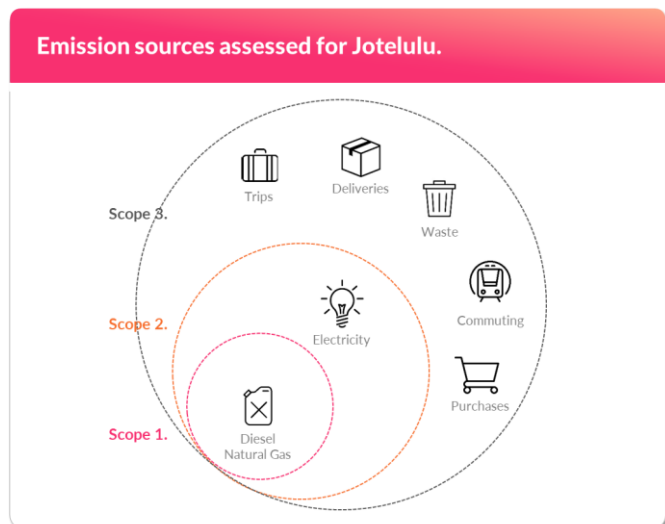 Emission sources assessed for Jotelulu.
Trips
Deliveries
Scope 3.
Waste
Scope 2.
Electricity
Commuting
Purchases
Scope 1.
Diesel
Natural Gas